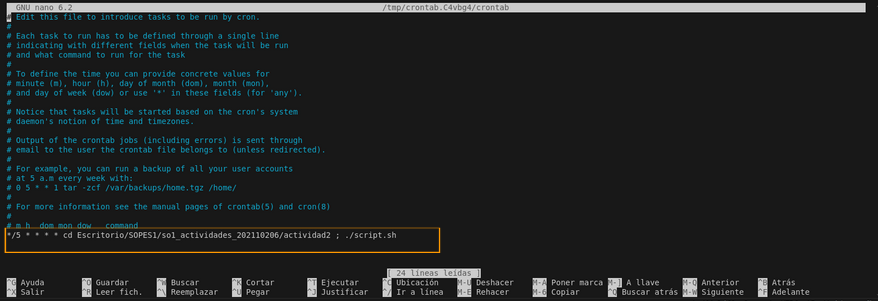 GNU nano 6.2 /tmp/crontab.C4vbg4/crontab
# Edit this file to introduce tasks to be run by cron.
#
# Each task to run has to be defined through a single line
# indicating with different fields when the task will be run
# and what command to run for the task
#
# To define the time you can provide concrete values for
# minute (m), hour (h), day of month (dom), month (mon),
# and day of week (dow) or use '*' in these fields (for 'any').
#
# Notice that tasks will be started based on the cron's system
# daemon's notion of time and timezones.
#
# Output of the crontab jobs (including errors) is sent through
# email to the user the crontab file belongs to (unless redirected).
#
# For example, you can run a backup of all your user accounts
# at 5 a.m every week with:
# 0 5 * * 1 tar -zcf /var/backups/home.tgz /home/
#
# For more information see the manual pages of crontab(5) and cron(8)
#
# m h  dom mon dow   command
*/5 * * * * cd Escritorio/SOPES1/so1_actividades_202110206/actividad2 ; ./script.sh
[ 24 líneas leídas ]
^G Ayuda ^O Guardar ^W Buscar ^K Cortar ^T Ejecutar ^C Ubicación M-U Deshacer M-A Poner marca M-] A llave M-Q Anterior ^B Atrás
^X Salir ^R Leer fich. ^\ Reemplazar ^U Pegar ^J Justificar ^/ Ir a línea M-E Rehacer M-6 Copiar ^Q Buscar atrás M-W Siguiente ^F Adelante